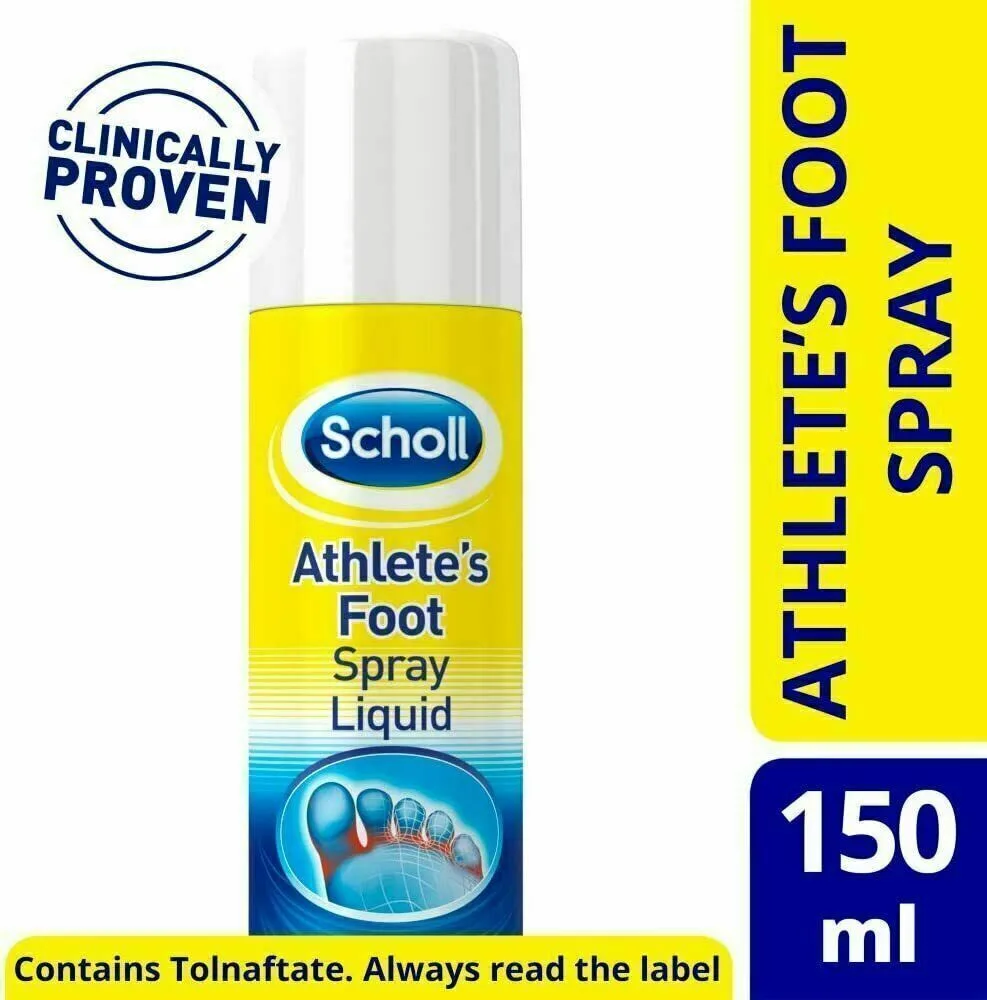 CLINICALLY
PROVEN
Scholl
Athlete's
Foot
Spray
Liquid
ATHLETE'S FOOT
SPRAY
150
ml
Contains Tolnaftate. Always read the label